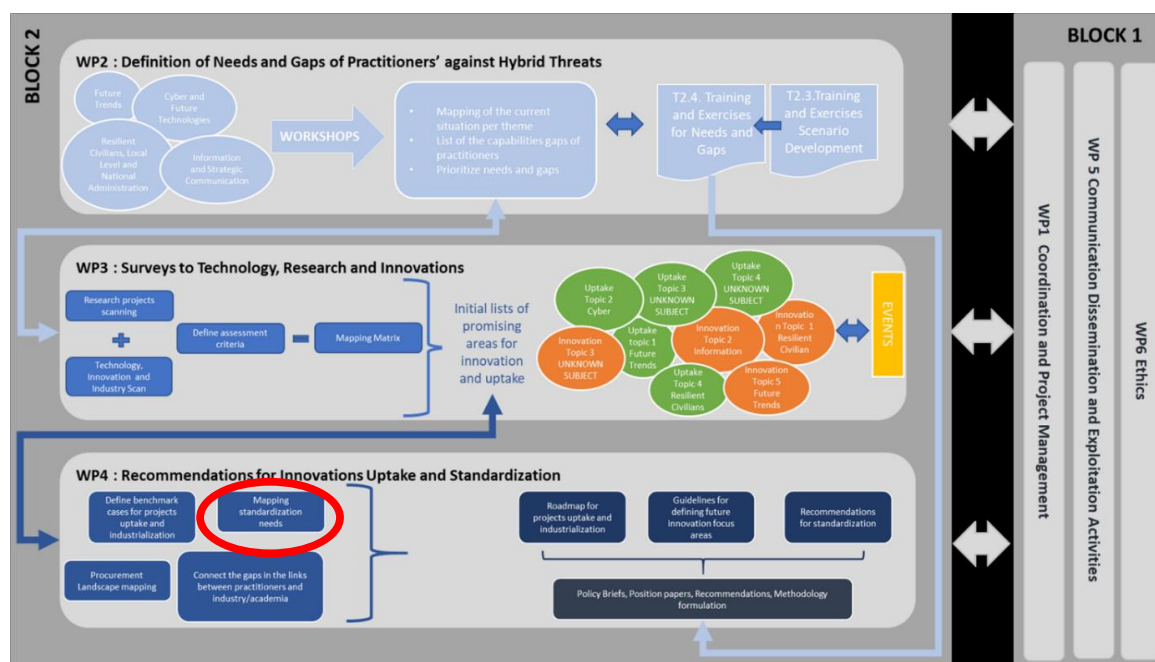 BLOCK 2
BLOCK 1
WP2 : Definition of Needs and Gaps of Practitioners' against Hybrid Threats
Future
Trends
Cyber and
Future
Technologies
Resilient
Civilians, Local
Level and
National
Administration
Information
and Strategic
Communication
WORKSHOPS
• Mapping of the current
situation per theme
• List of the capabilities gaps of
practitioners
• Prioritize needs and gaps
T2.4. Training
and Exercises
for Needs and
Gaps
T2.3.Training
and Exercises
Scenario
Development
WP3 : Surveys to Technology, Research and Innovations
Research projects
scanning
Technology,
Innovation and
Industry Scan
Define assessment
criteria
Mapping Matrix
Initial lists of
promising
areas for
innovation
and uptake
Uptake
Topic 2
Cyber
Uptake
Topic 3
UNKNOWN
SUBJECT
Uptake
Topic 4
UNKNOWN
SUBJECT
Innovation
Topic 3
UNKNOWN
SUBJECT
Uptake
topic 1
Future
Trends
Innovation
Topic 2
Information
Innovatio
n Topic 1
Resilient
Civilian
Uptake
Topic 4
Resilient
Civilians
Innovation
Topic 5
Future
Trends
EVENTS
WP4 : Recommendations for Innovations Uptake and Standardization
Define benchmark
cases for projects
uptake and
industrialization
Mapping
standardization
needs
Procurement
Landscape mapping
Connect the gaps in the links
between practitioners and
industry/academia
Roadmap for
projects uptake and
industrialization
Guidelines for
defining future
innovation focus
areas
Recommendations
for standardization
Policy Briefs, Position papers, Recommendations, Methodology
formulation
WP1 Coordination and Project Management
WP 5 Communication Dissemination and Exploitation Activities
WP6 Ethics